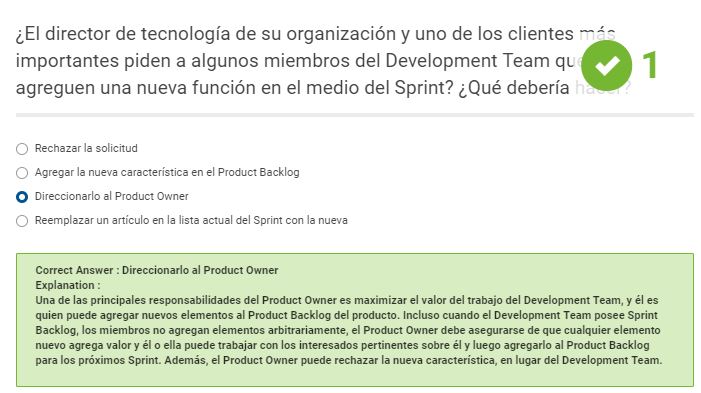 ¿El director de tecnología de su organización y uno de los clientes más
importantes piden a algunos miembros del Development Team que
agreguen una nueva función en el medio del Sprint? ¿Qué debería hacer?
1
Rechazar la solicitud
Agregar la nueva característica en el Product Backlog
Direccionarlo al Product Owner
Reemplazar un artículo en la lista actual del Sprint con la nueva
Correct Answer : Direccionarlo al Product Owner
Explanation :
Una de las principales responsabilidades del Product Owner es maximizar el valor del trabajo del Development Team, y él es
quien puede agregar nuevos elementos al Product Backlog del producto. Incluso cuando el Development Team posee Sprint
Backlog, los miembros no agregan elementos arbitrariamente, el Product Owner debe asegurarse de que cualquier elemento
nuevo agrega valor y él o ella puede trabajar con los interesados pertinentes sobre él y luego agregarlo al Product Backlog
para los próximos Sprint. Además, el Product Owner puede rechazar la nueva característica, en lugar del Development Team.